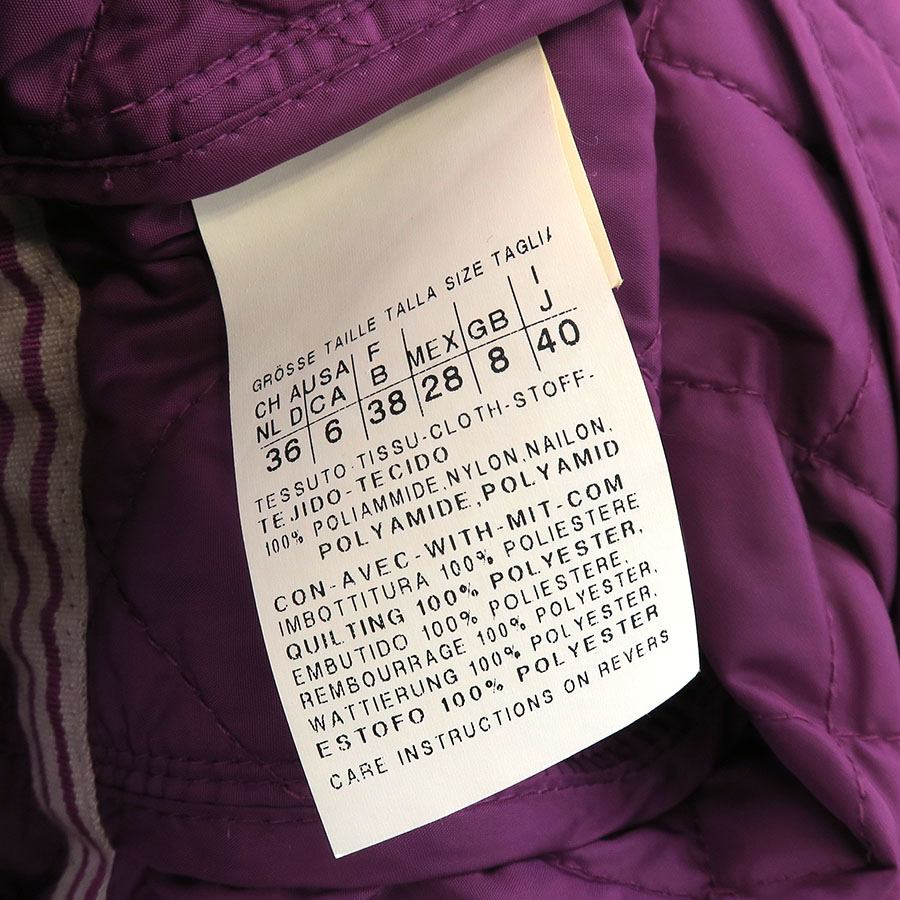 GRÖSSE TAILLE TALLA SIZE TAGLIA
CH A USA F MEX GB I
NL D CA B J
36 6 38 28 8 40
TESSUTO-TISSU-CLOTH-STOFF-
TEJIDO-TECIDO
100% POLIAMMIDE,NYLON,NAILON,
POLYAMIDE,POLYAMID
CON-AVEC-WITH-MIT-COM
IMBOTTITURA 100% POLIESTERE
QUILTING 100% POLYESTER,
EMBUTIDO 100% POLIESTERE,
REMBOURRAGE 100% POLYESTER,
WATTIERUNG 100% POLYESTER,
ESTOFO 100% POLYESTER
CARE INSTRUCTIONS ON REVERS